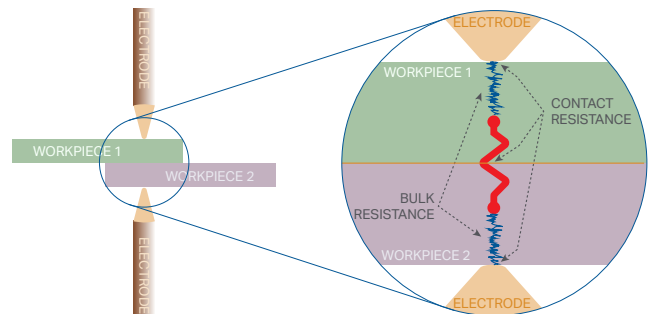 ELECTRODE
WORKPIECE 1
WORKPIECE 2
ELECTRODE
ELECTRODE
WORKPIECE 1
CONTACT
RESISTANCE
BULK
RESISTANCE
WORKPIECE 2
ELECTRODE